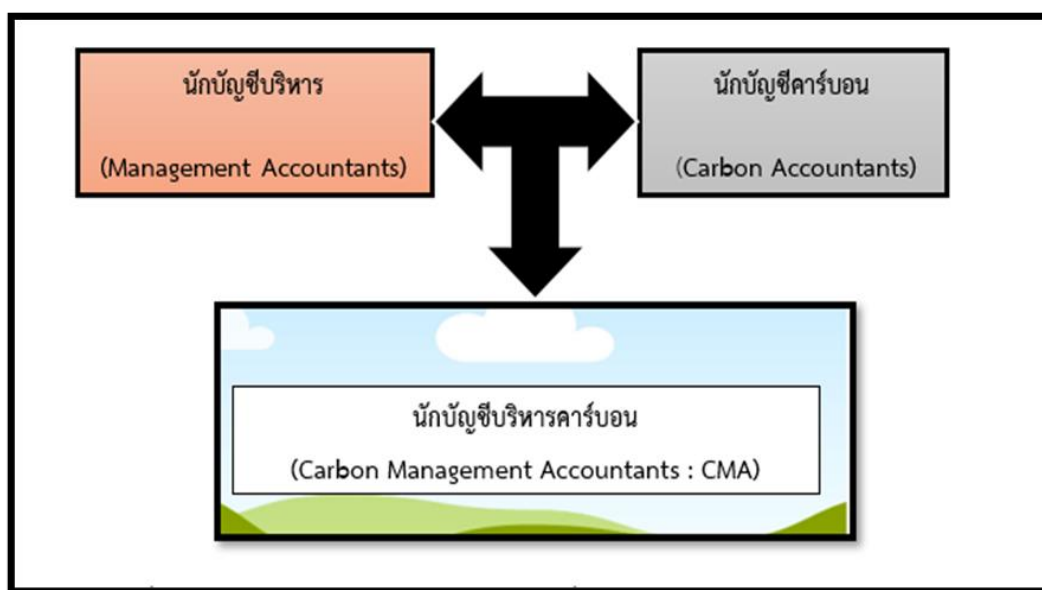 นักบัญชีบริหาร
(Management Accountants)
นักบัญชีคาร์บอน
(Carbon Accountants)
นักบัญชีบริหารคาร์บอน
(Carbon Management Accountants : CMA)